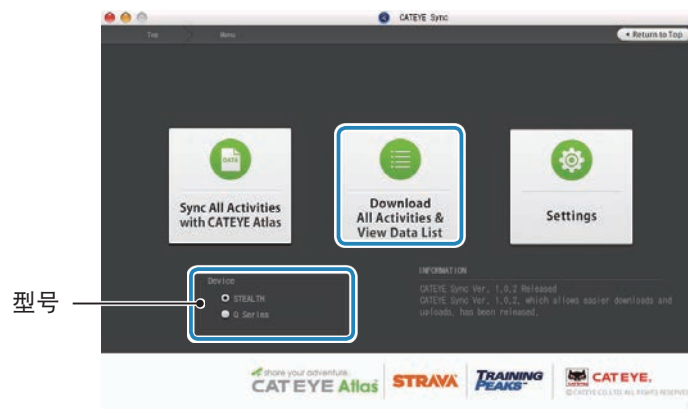 CATEYE Sync
Top
Menu
Return to Top
DATA
Sync All Activities
with CATEYE Atlas
Download
All Activities &
View Data List
Settings
型号
Device
STEALTH
Q Series
INFORMATION
CATEYE Sync Ver. 1.0.2 Released
CATEYE Sync Ver. 1.0.2, which allows easier downloads and
uploads, has been released.
share your adventure.
CATEYE Atlas
STRAVA
TRAINING
PEAKS
CATEYE.
© CATEYE CO.,LTD. ALL RIGHTS RESERVED